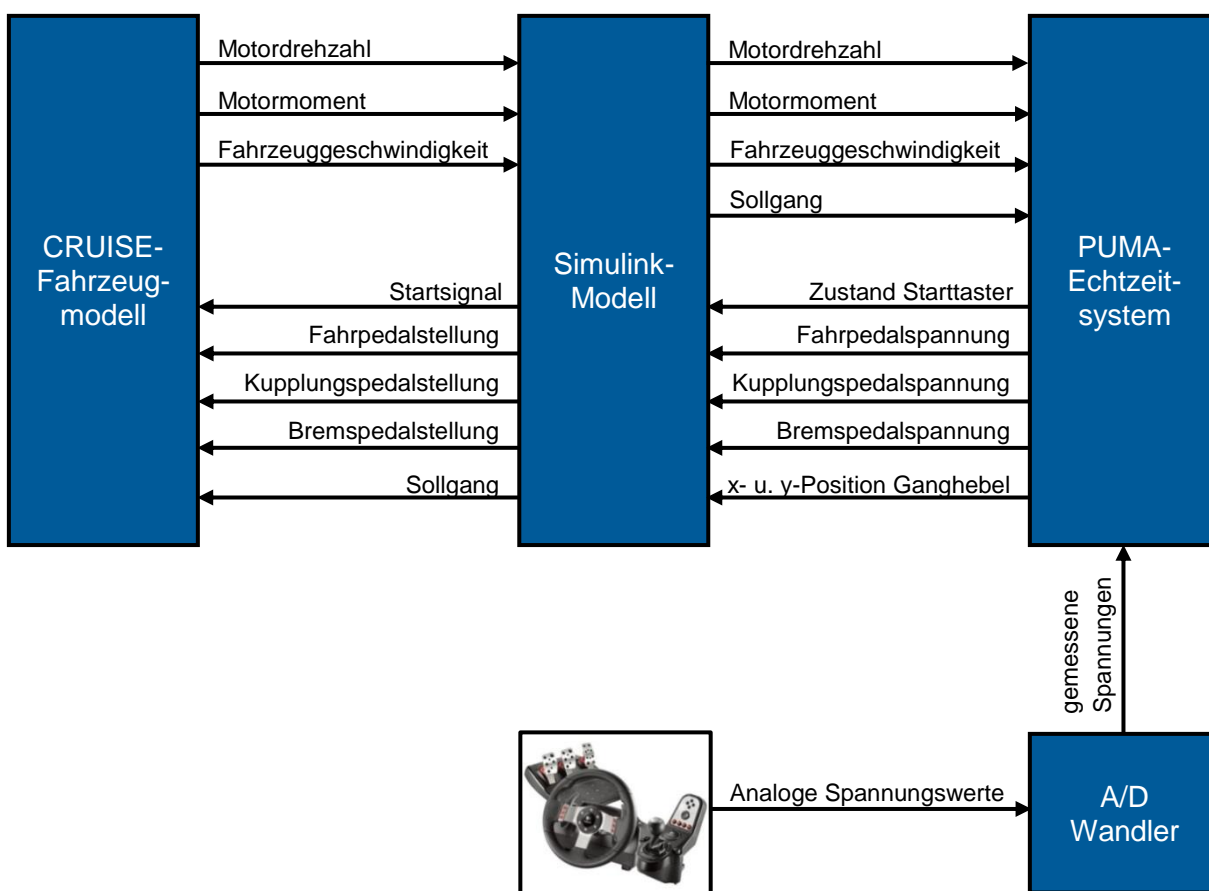 Motordrehzahl
Motordrehzahl
Motormoment
Motormoment
Fahrzeuggeschwindigkeit
Fahrzeuggeschwindigkeit
Sollgang
CRUISE-
Fahrzeug-
modell
Simulink-
Modell
PUMA-
Echtzeit-
system
Startsignal
Zustand Starttaster
Fahrpedalstellung
Fahrpedalspannung
Kupplungspedalstellung
Kupplungspedalspannung
Bremspedalstellung
Bremspedalspannung
Sollgang
x- u. y-Position Ganghebel
gemessene
Spannungen
Analoge Spannungswerte
A/D
Wandler